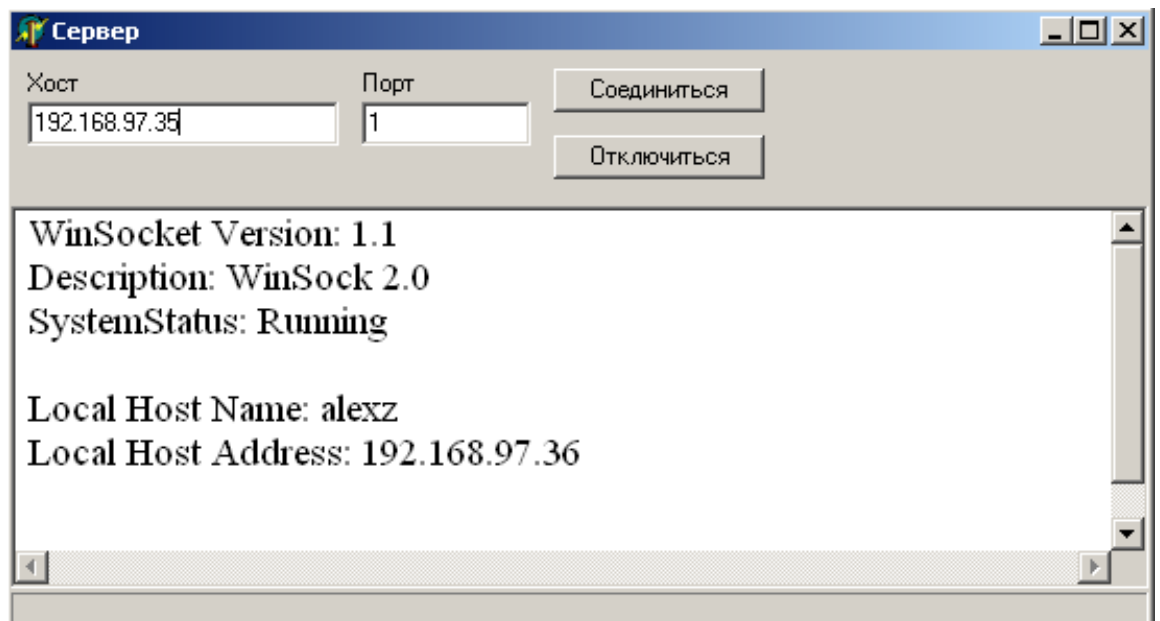 Сервер
Хост
Порт
Соединиться
192.168.97.35
1
Отключиться
WinSocket Version: 1.1
Description: WinSock 2.0
SystemStatus: Running
Local Host Name: alexz
Local Host Address: 192.168.97.36